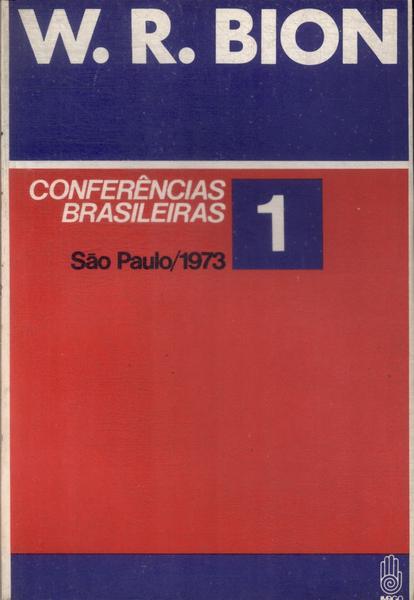 W. R. BION
CONFERÊNCIAS
BRASILEIRAS
1
São Paulo/1973
IMAGO